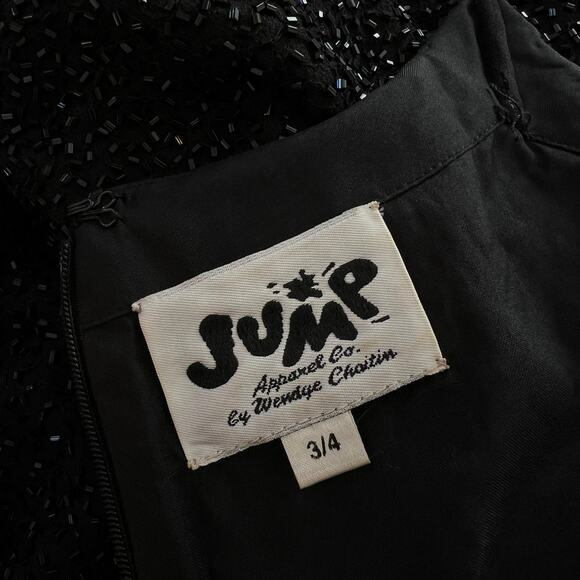 JUMP
Apparel Co.
by Wendye Chaitin
3/4